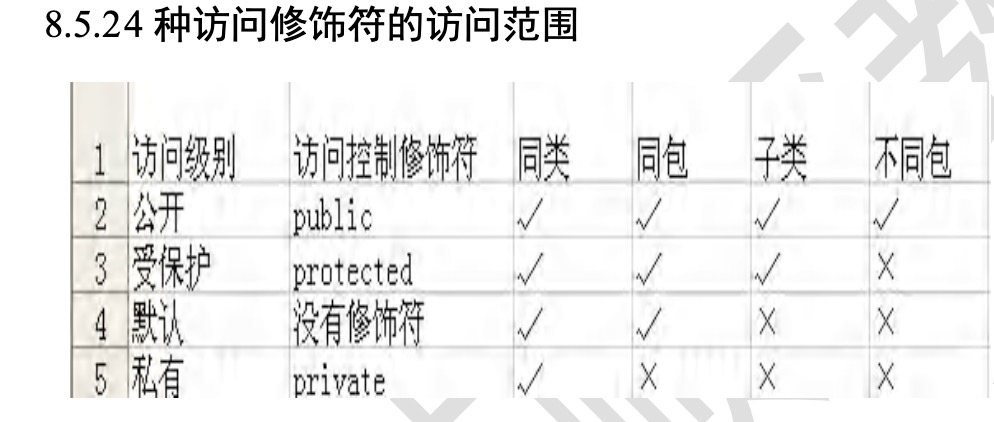 8.5.24 种访问修饰符的访问范围
1 访问级别 访问控制修饰符 同类 同包 子类 不同包
2 公开 public √ √ √ √
3 受保护 protected √ √ √ ×
4 默认 没有修饰符 √ √ × ×
5 私有 private √ × × ×